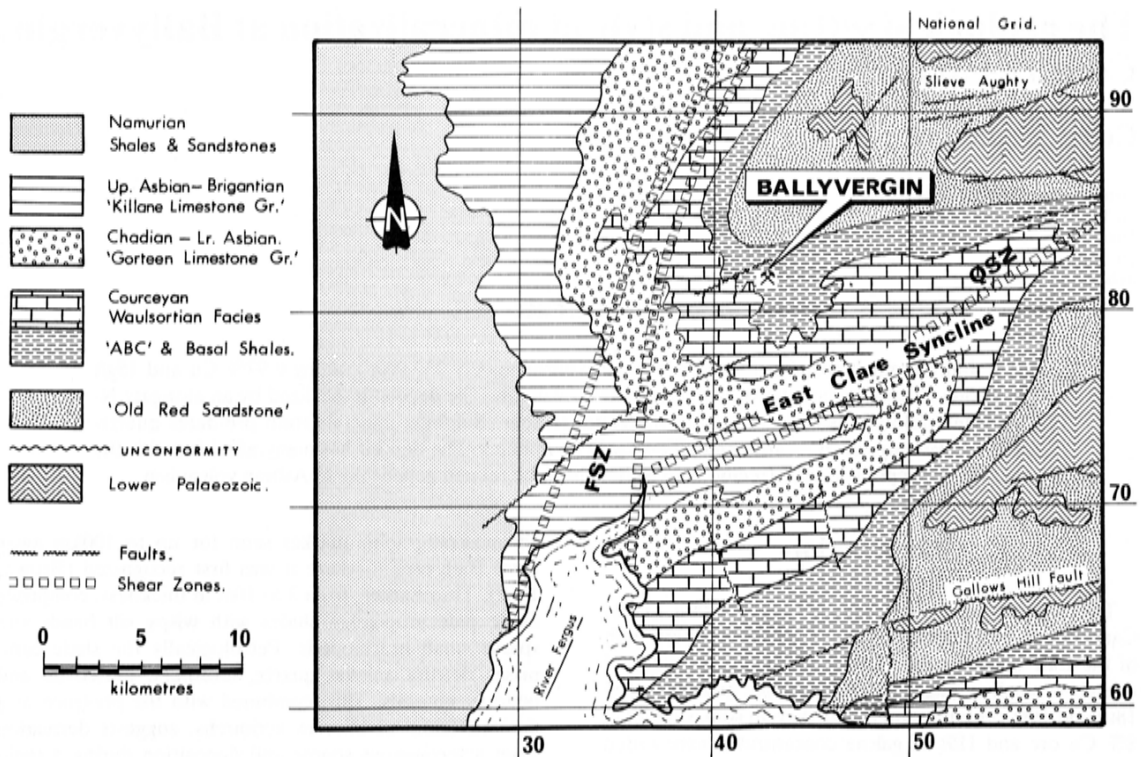 National Grid.
Namurian
Shales & Sandstones
Up. Asbian – Brigantian
'Killane Limestone Gr.'
Chadian – Lr. Asbian.
'Gorteen Limestone Gr.'
Courceyan
Waulsortian Facies
'ABC' & Basal Shales.
'Old Red Sandstone'
UNCONFORMITY
Lower Palaeozoic.
Faults.
Shear Zones.
0 5 10
kilometres
N
Slieve Aughty
BALLYVERGIN
QSZ
East Clare Syncline
FSZ
Gallows Hill Fault
River Fergus
90
80
70
60
30 40 50